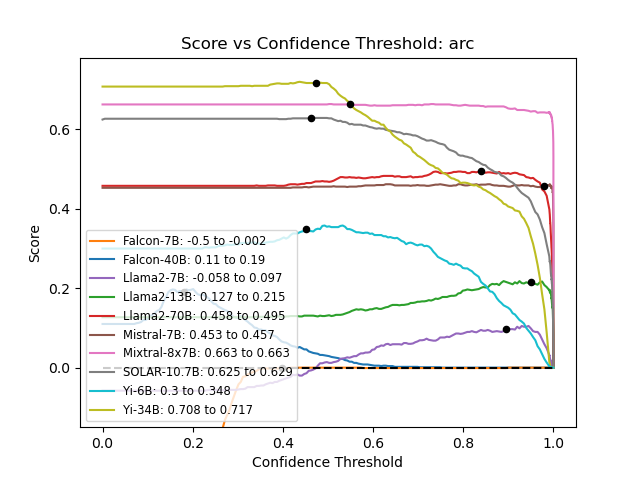 Score vs Confidence Threshold: arc
Score
0.6
0.4
0.2
0.0
Falcon-7B: -0.5 to -0.002
Falcon-40B: 0.11 to 0.19
Llama2-7B: -0.058 to 0.097
Llama2-13B: 0.127 to 0.215
Llama2-70B: 0.458 to 0.495
Mistral-7B: 0.453 to 0.457
Mixtral-8x7B: 0.663 to 0.663
SOLAR-10.7B: 0.625 to 0.629
Yi-6B: 0.3 to 0.348
Yi-34B: 0.708 to 0.717
0.0 0.2 0.4 0.6 0.8 1.0
Confidence Threshold